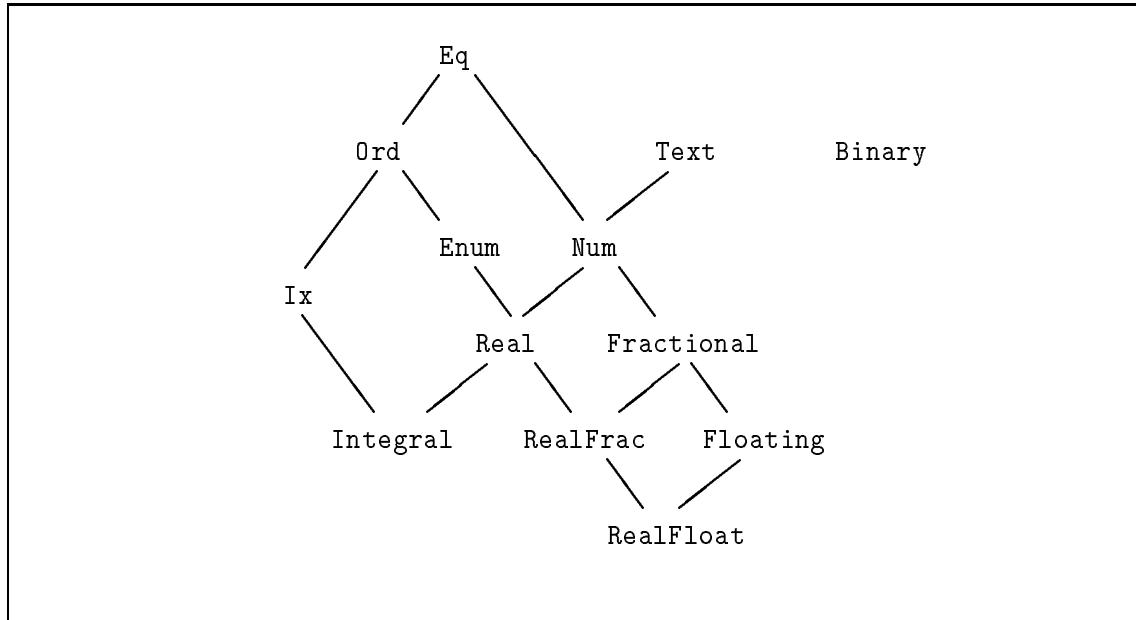 Eq
Ord Text Binary
Enum Num
Ix
Real Fractional
Integral RealFrac Floating
RealFloat